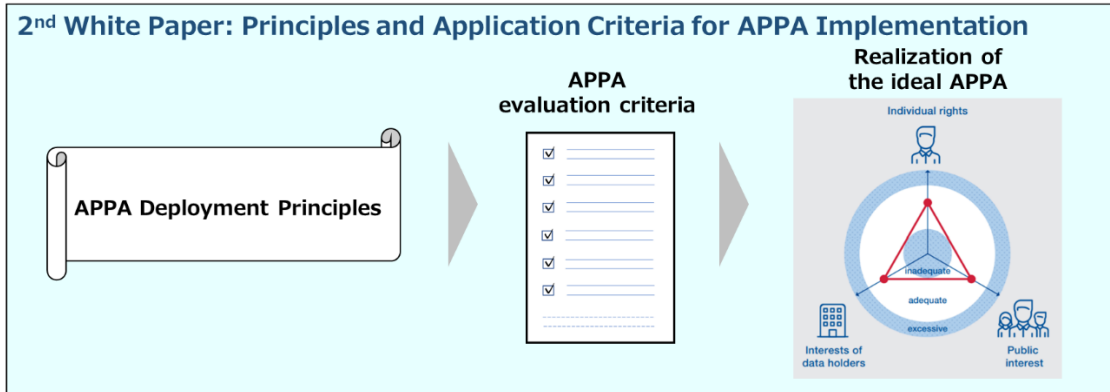 2nd White Paper: Principles and Application Criteria for APPA Implementation
APPA Deployment Principles
APPA
evaluation criteria
Realization of
the ideal APPA
Individual rights
inadequate
adequate
excessive
Interests of
data holders
Public
interest